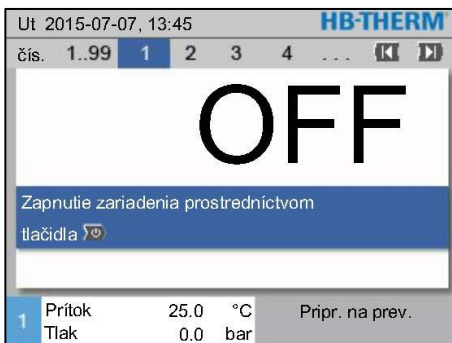 Ut 2015-07-07, 13:45 HB-THERM
čís. 1..99 1 2 3 4 ...
OFF
Zapnutie zariadenia prostredníctvom
tlačidla
1 Prítok 25.0 °C Pripr. na prev.
Tlak 0.0 bar